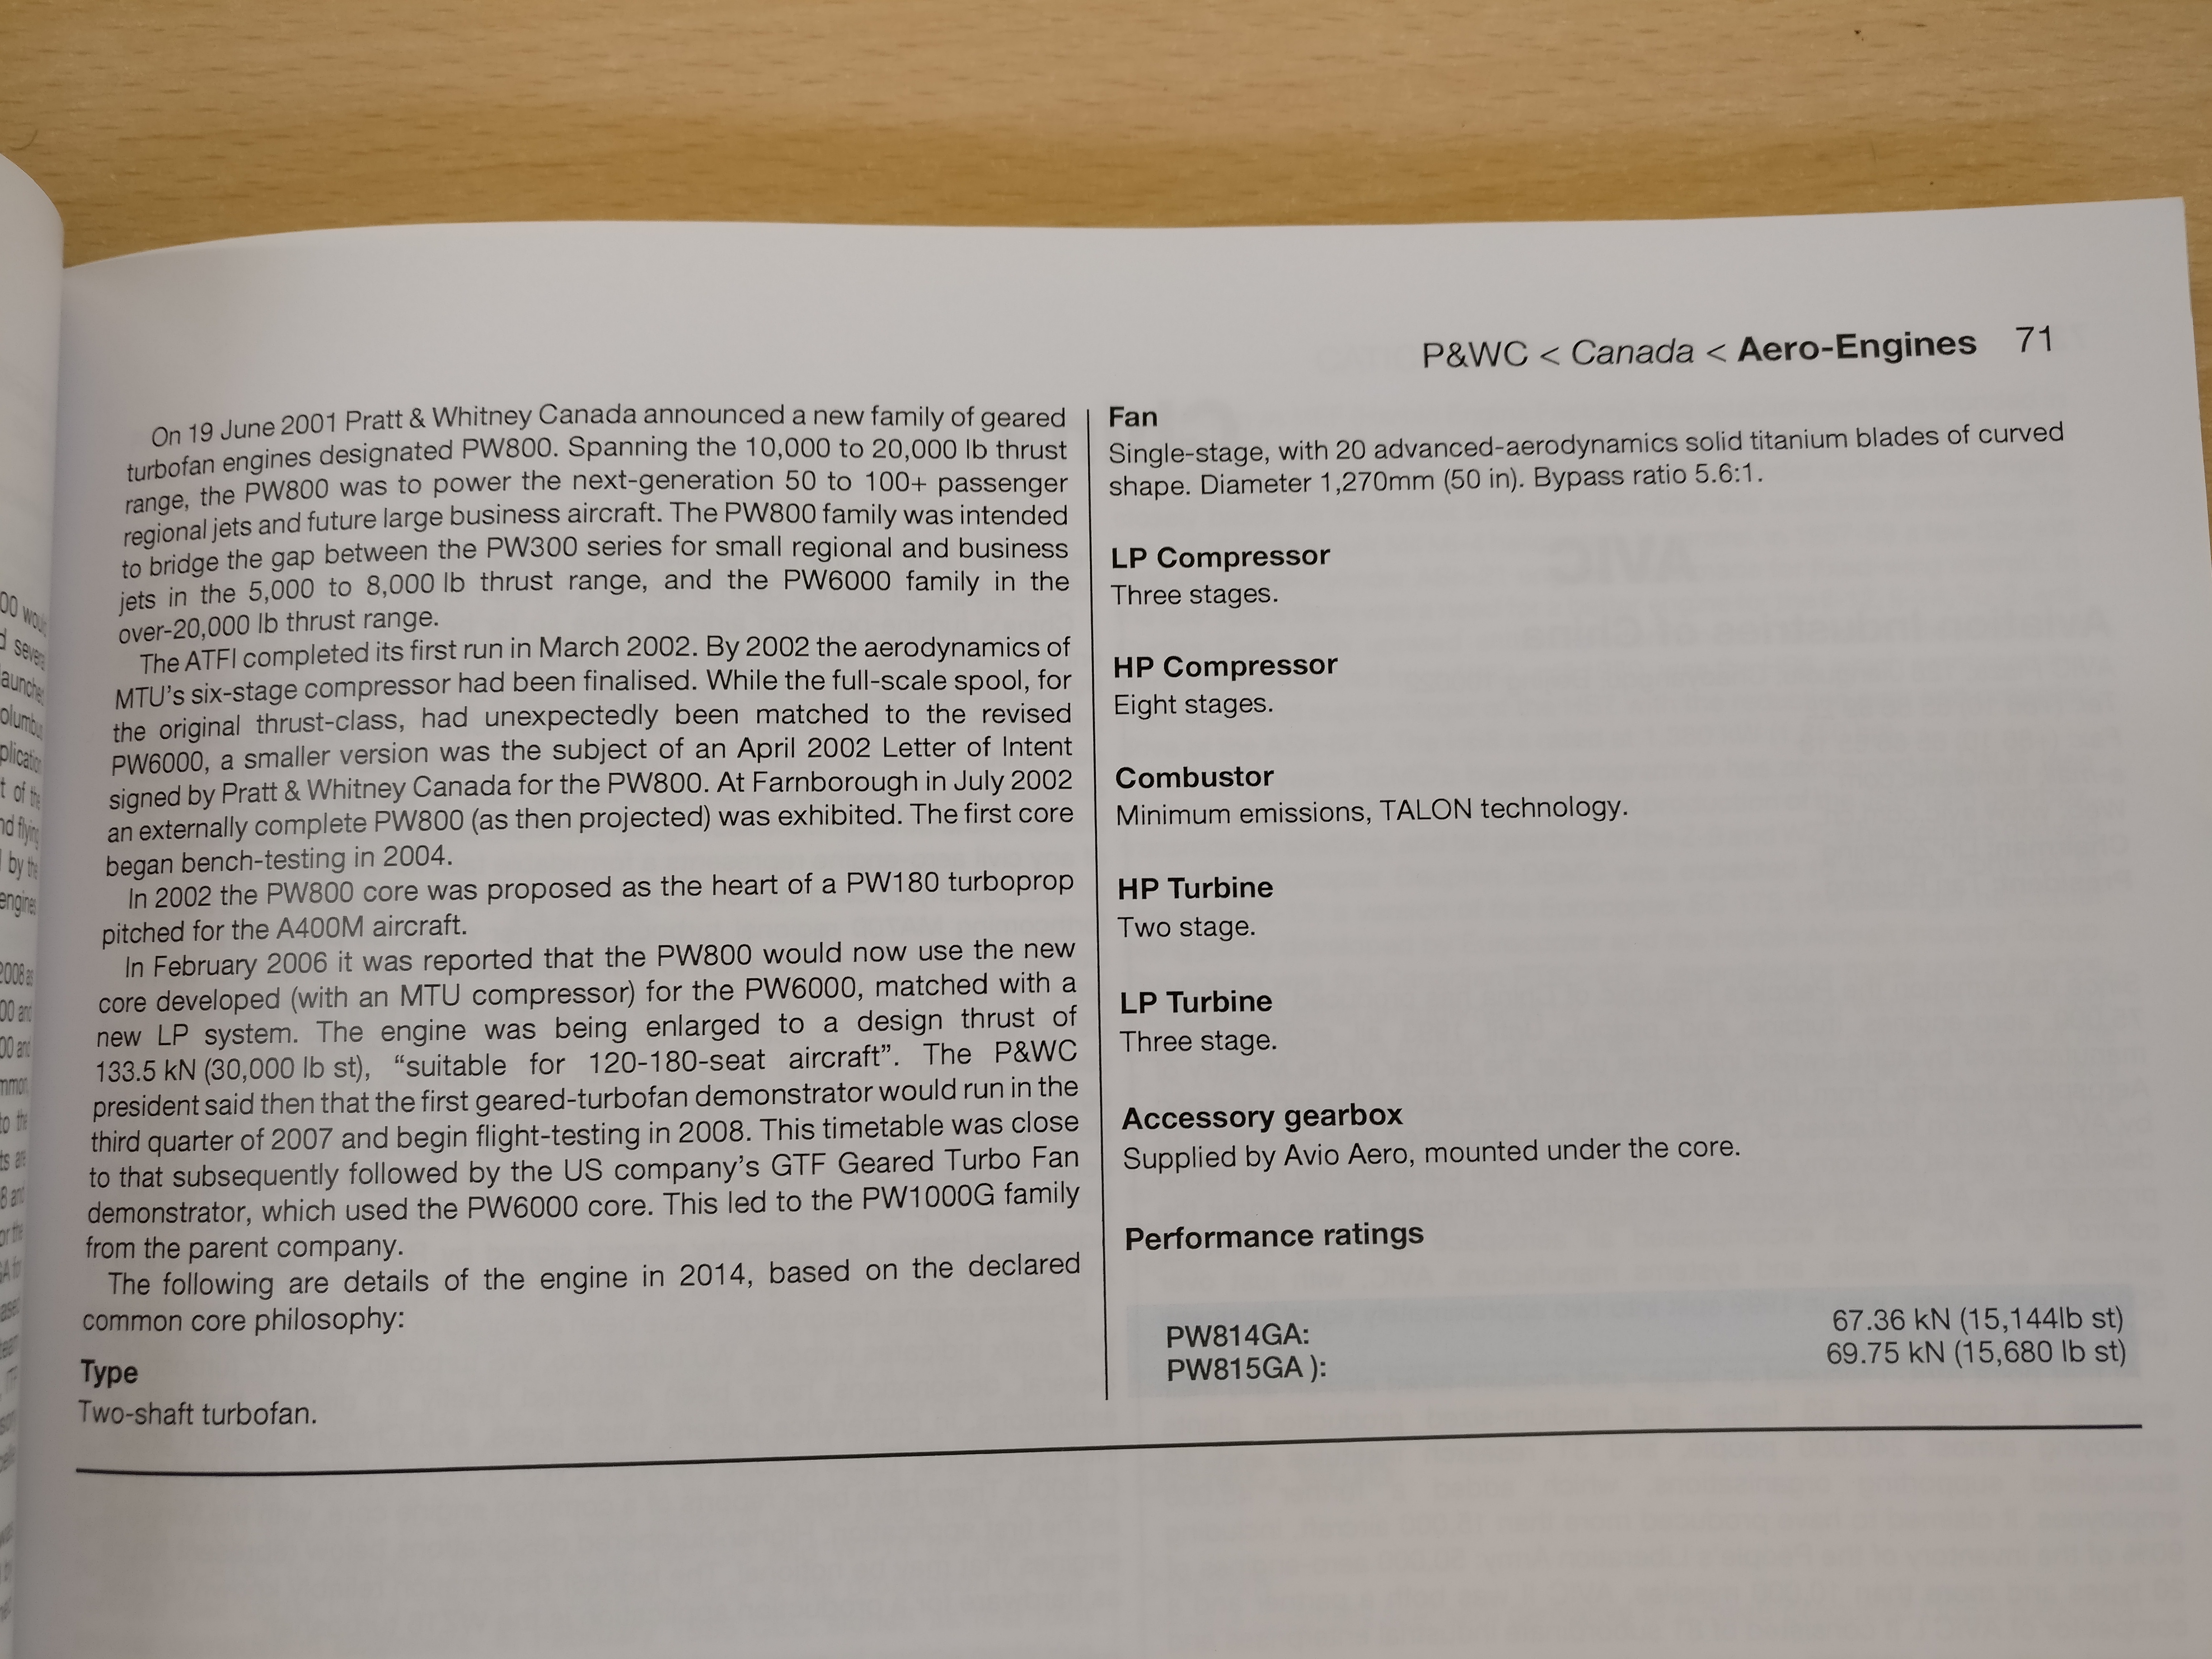 P&WC < Canada < Aero-Engines 71
On 19 June 2001 Pratt & Whitney Canada announced a new family of geared
turbofan engines designated PW800. Spanning the 10,000 to 20,000 lb thrust
range, the PW800 was to power the next-generation 50 to 100+ passenger
regional jets and future large business aircraft. The PW800 family was intended
to bridge the gap between the PW300 series for small regional and business
jets in the 5,000 to 8,000 lb thrust range, and the PW6000 family in the
over-20,000 lb thrust range.
The ATFI completed its first run in March 2002. By 2002 the aerodynamics of
MTU's six-stage compressor had been finalised. While the full-scale spool, for
the original thrust-class, had unexpectedly been matched to the revised
PW6000, a smaller version was the subject of an April 2002 Letter of Intent
signed by Pratt & Whitney Canada for the PW800. At Farnborough in July 2002
an externally complete PW800 (as then projected) was exhibited. The first core
began bench-testing in 2004.
In 2002 the PW800 core was proposed as the heart of a PW180 turboprop
pitched for the A400M aircraft.
In February 2006 it was reported that the PW800 would now use the new
core developed (with an MTU compressor) for the PW6000, matched with a
new LP system. The engine was being enlarged to a design thrust of
133.5 kN (30,000 lb st), “suitable for 120-180-seat aircraft”. The P&WC
president said then that the first geared-turbofan demonstrator would run in the
third quarter of 2007 and begin flight-testing in 2008. This timetable was close
to that subsequently followed by the US company's GTF Geared Turbo Fan
demonstrator, which used the PW6000 core. This led to the PW1000G family
from the parent company.
The following are details of the engine in 2014, based on the declared
common core philosophy:
Type
Two-shaft turbofan.
Fan
Single-stage, with 20 advanced-aerodynamics solid titanium blades of curved
shape. Diameter 1,270mm (50 in). Bypass ratio 5.6:1.
LP Compressor
Three stages.
HP Compressor
Eight stages.
Combustor
Minimum emissions, TALON technology.
HP Turbine
Two stage.
LP Turbine
Three stage.
Accessory gearbox
Supplied by Avio Aero, mounted under the core.
Performance ratings
PW814GA: 67.36 kN (15,144lb st)
PW815GA ): 69.75 kN (15,680 lb st)